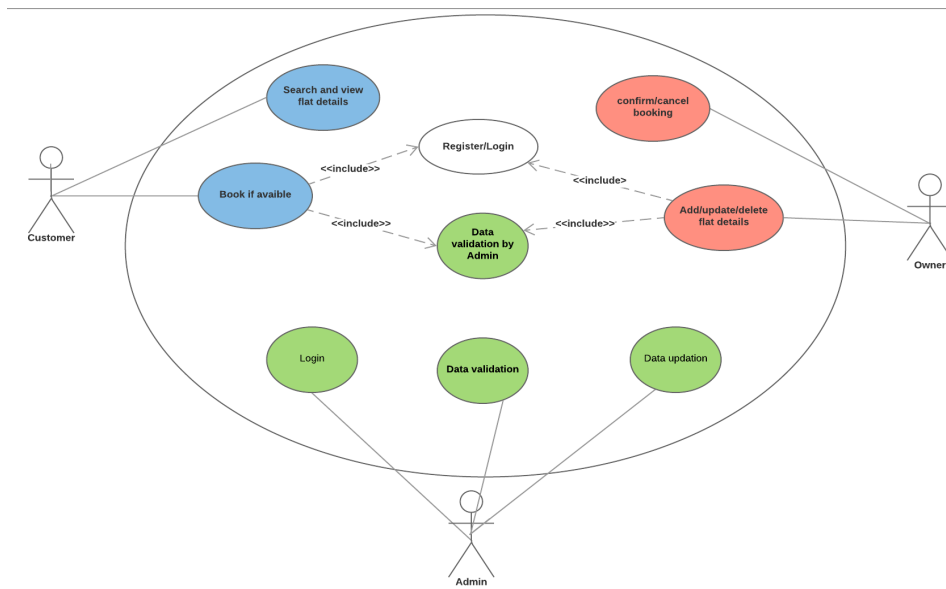 Search and view
flat details
confirm/cancel
booking
Register/Login
<<include>>
<<include>
Book if avaible
Add/update/delete
flat details
<<include>>
<<include>>
Customer
Data
validation by
Admin
Owner
Login
Data validation
Data updation
Admin